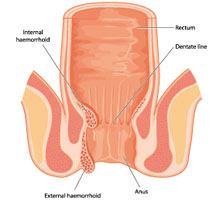 Rectum
Internal
haemorrhoid
Dentate line
External haemorrhoid
Anus